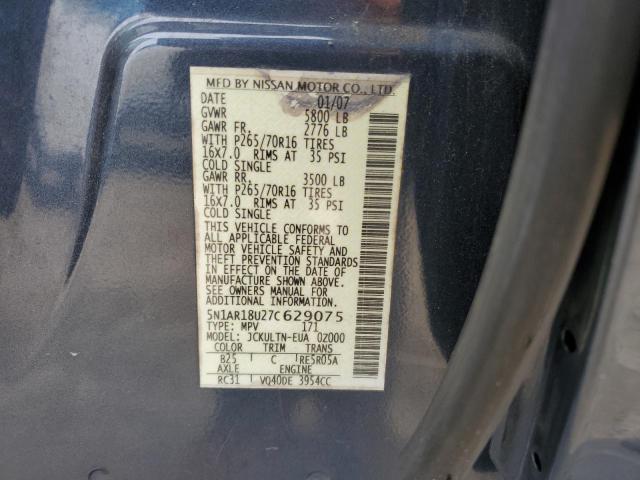 MFD BY NISSAN MOTOR CO., LTD.
DATE 01/07
GVWR 5800 LB
GAWR FR. 2776 LB
WITH P265/70R16 TIRES
16X7.0 RIMS AT 35 PSI
COLD SINGLE
GAWR RR. 3500 LB
WITH P265/70R16 TIRES
16X7.0 RIMS AT 35 PSI
COLD SINGLE
THIS VEHICLE CONFORMS TO
ALL APPLICABLE FEDERAL
MOTOR VEHICLE SAFETY AND
THEFT PREVENTION STANDARDS
IN EFFECT ON THE DATE OF
MANUFACTURE SHOWN ABOVE.
SEE OWNERS MANUAL FOR
ADDITIONAL INFORMATION.
5N1AR18U27C629075
TYPE: MPV 171
MODEL: JCKULTN-EUA 0Z000
COLOR TRIM TRANS
B25 C RE5R05A
AXLE ENGINE
RC31 VQ40DE 3954CC